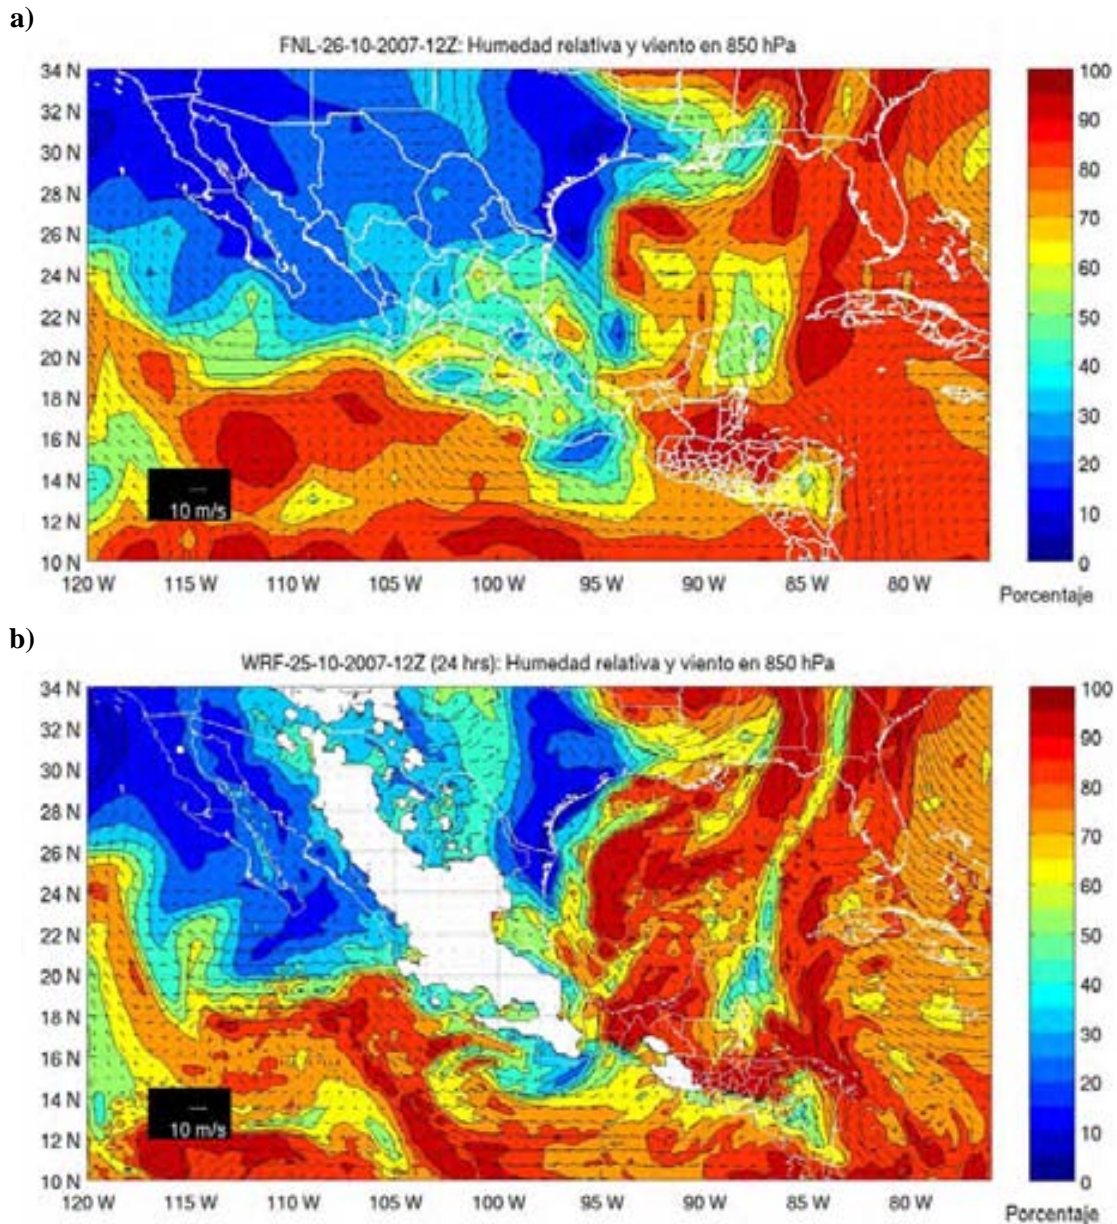 a)
FNL-26-10-2007-12Z: Humedad relativa y viento en 850 hPa
34 N
32 N
30 N
28 N
26 N
24 N
22 N
20 N
18 N
16 N
14 N
12 N
10 N
10 m/s
120 W
115 W
110 W
105 W
100 W
95 W
90 W
85 W
80 W
100
90
80
70
60
50
40
30
20
10
0
Porcentaje
b)
WRF-25-10-2007-12Z (24 hrs): Humedad relativa y viento en 850 hPa
34 N
32 N
30 N
28 N
26 N
24 N
22 N
20 N
18 N
16 N
14 N
12 N
10 N
10 m/s
120 W
115 W
110 W
105 W
100 W
95 W
90 W
85 W
80 W
100
90
80
70
60
50
40
30
20
10
0
Porcentaje